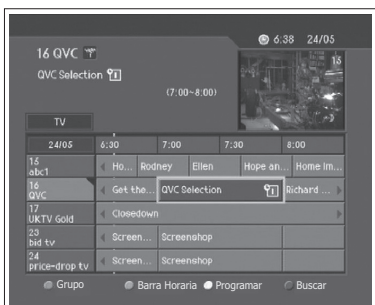 6:38 24/05
16 QVC
QVC Selection
(7:00~8:00)
15
TV
24/05 6:30 7:00 7:30 8:00
15 abc1 Ho... Rodney Ellen Hope an... Home Im...
16 QVC Get the... QVC Selection Richard ...
17 UKTV Gold Closedown
23 bid tv Screen... Screenshop
24 price-drop tv Screen... Screenshop
Grupo Barra Horaria Programar Buscar